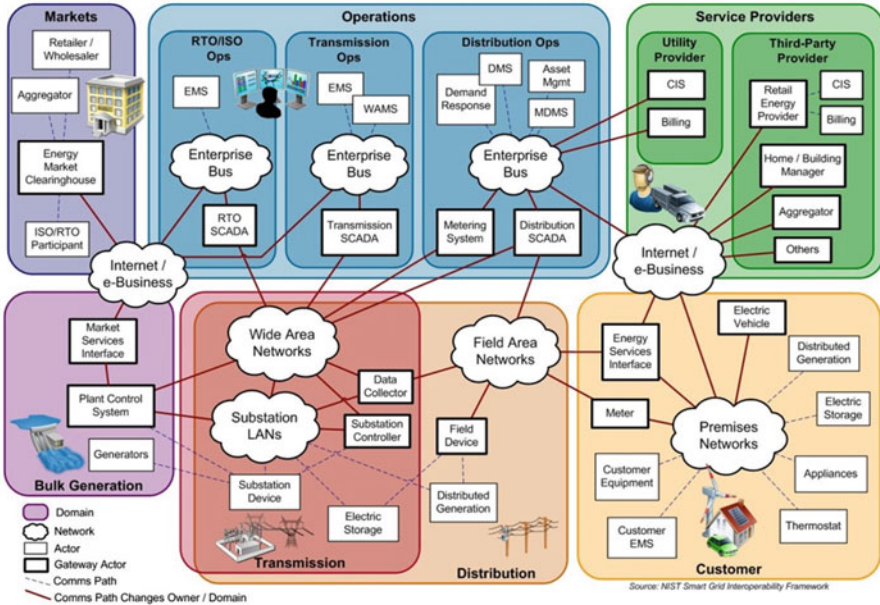 Markets
Retailer /
Wholesaler
Aggregator
Energy
Market
Clearinghouse
ISO/RTO
Participant
Operations
RTO/ISO
Ops
EMS
Enterprise
Bus
RTO
SCADA
Transmission
Ops
EMS
WAMS
Enterprise
Bus
Transmission
SCADA
Distribution Ops
DMS
Asset
Mgmt
Demand
Response
MDMS
Enterprise
Bus
Metering
System
Distribution
SCADA
Service Providers
Utility
Provider
CIS
Billing
Third-Party
Provider
Retail
Energy
Provider
CIS
Billing
Home / Building
Manager
Aggregator
Others
Internet /
e-Business
Internet /
e-Business
Market
Services
Interface
Plant Control
System
Generators
Bulk Generation
Wide Area
Networks
Substation
LANs
Data
Collector
Substation
Controller
Substation
Device
Electric
Storage
Transmission
Field Area
Networks
Field
Device
Distributed
Generation
Distribution
Energy
Services
Interface
Meter
Electric
Vehicle
Distributed
Generation
Electric
Storage
Premises
Networks
Appliances
Thermostat
Customer
Equipment
Customer
EMS
Customer
Domain
Network
Actor
Gateway Actor
Comms Path
Comms Path Changes Owner / Domain
Source: NIST Smart Grid Interoperability Framework